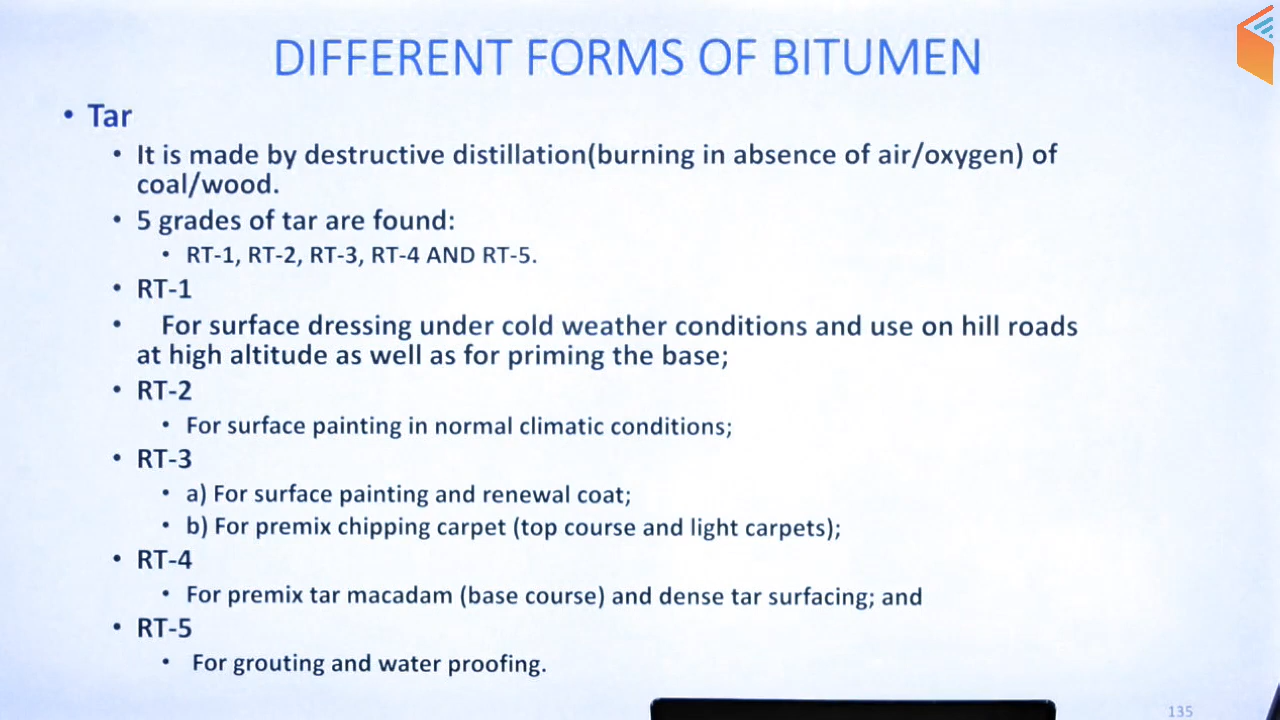 DIFFERENT FORMS OF BITUMEN
• Tar
• It is made by destructive distillation(burning in absence of air/oxygen) of
coal/wood.
• 5 grades of tar are found:
• RT-1, RT-2, RT-3, RT-4 AND RT-5.
• RT-1
• For surface dressing under cold weather conditions and use on hill roads
at high altitude as well as for priming the base;
• RT-2
• For surface painting in normal climatic conditions;
• RT-3
• a) For surface painting and renewal coat;
• b) For premix chipping carpet (top course and light carpets);
• RT-4
• For premix tar macadam (base course) and dense tar surfacing; and
• RT-5
• For grouting and water proofing.
135